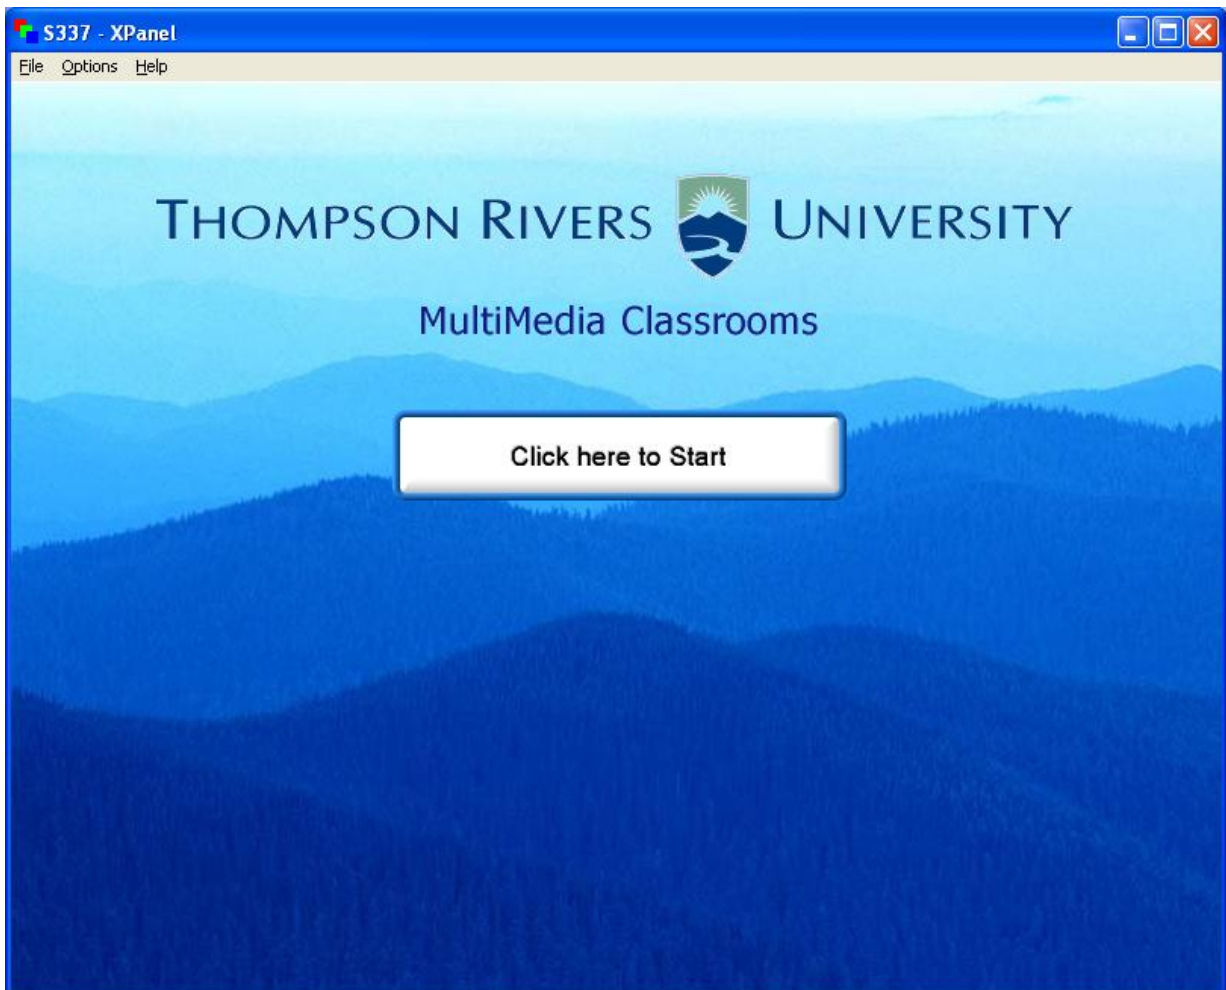 S337 - XPanel
File Options Help
THOMPSON RIVERS UNIVERSITY
MultiMedia Classrooms
Click here to Start